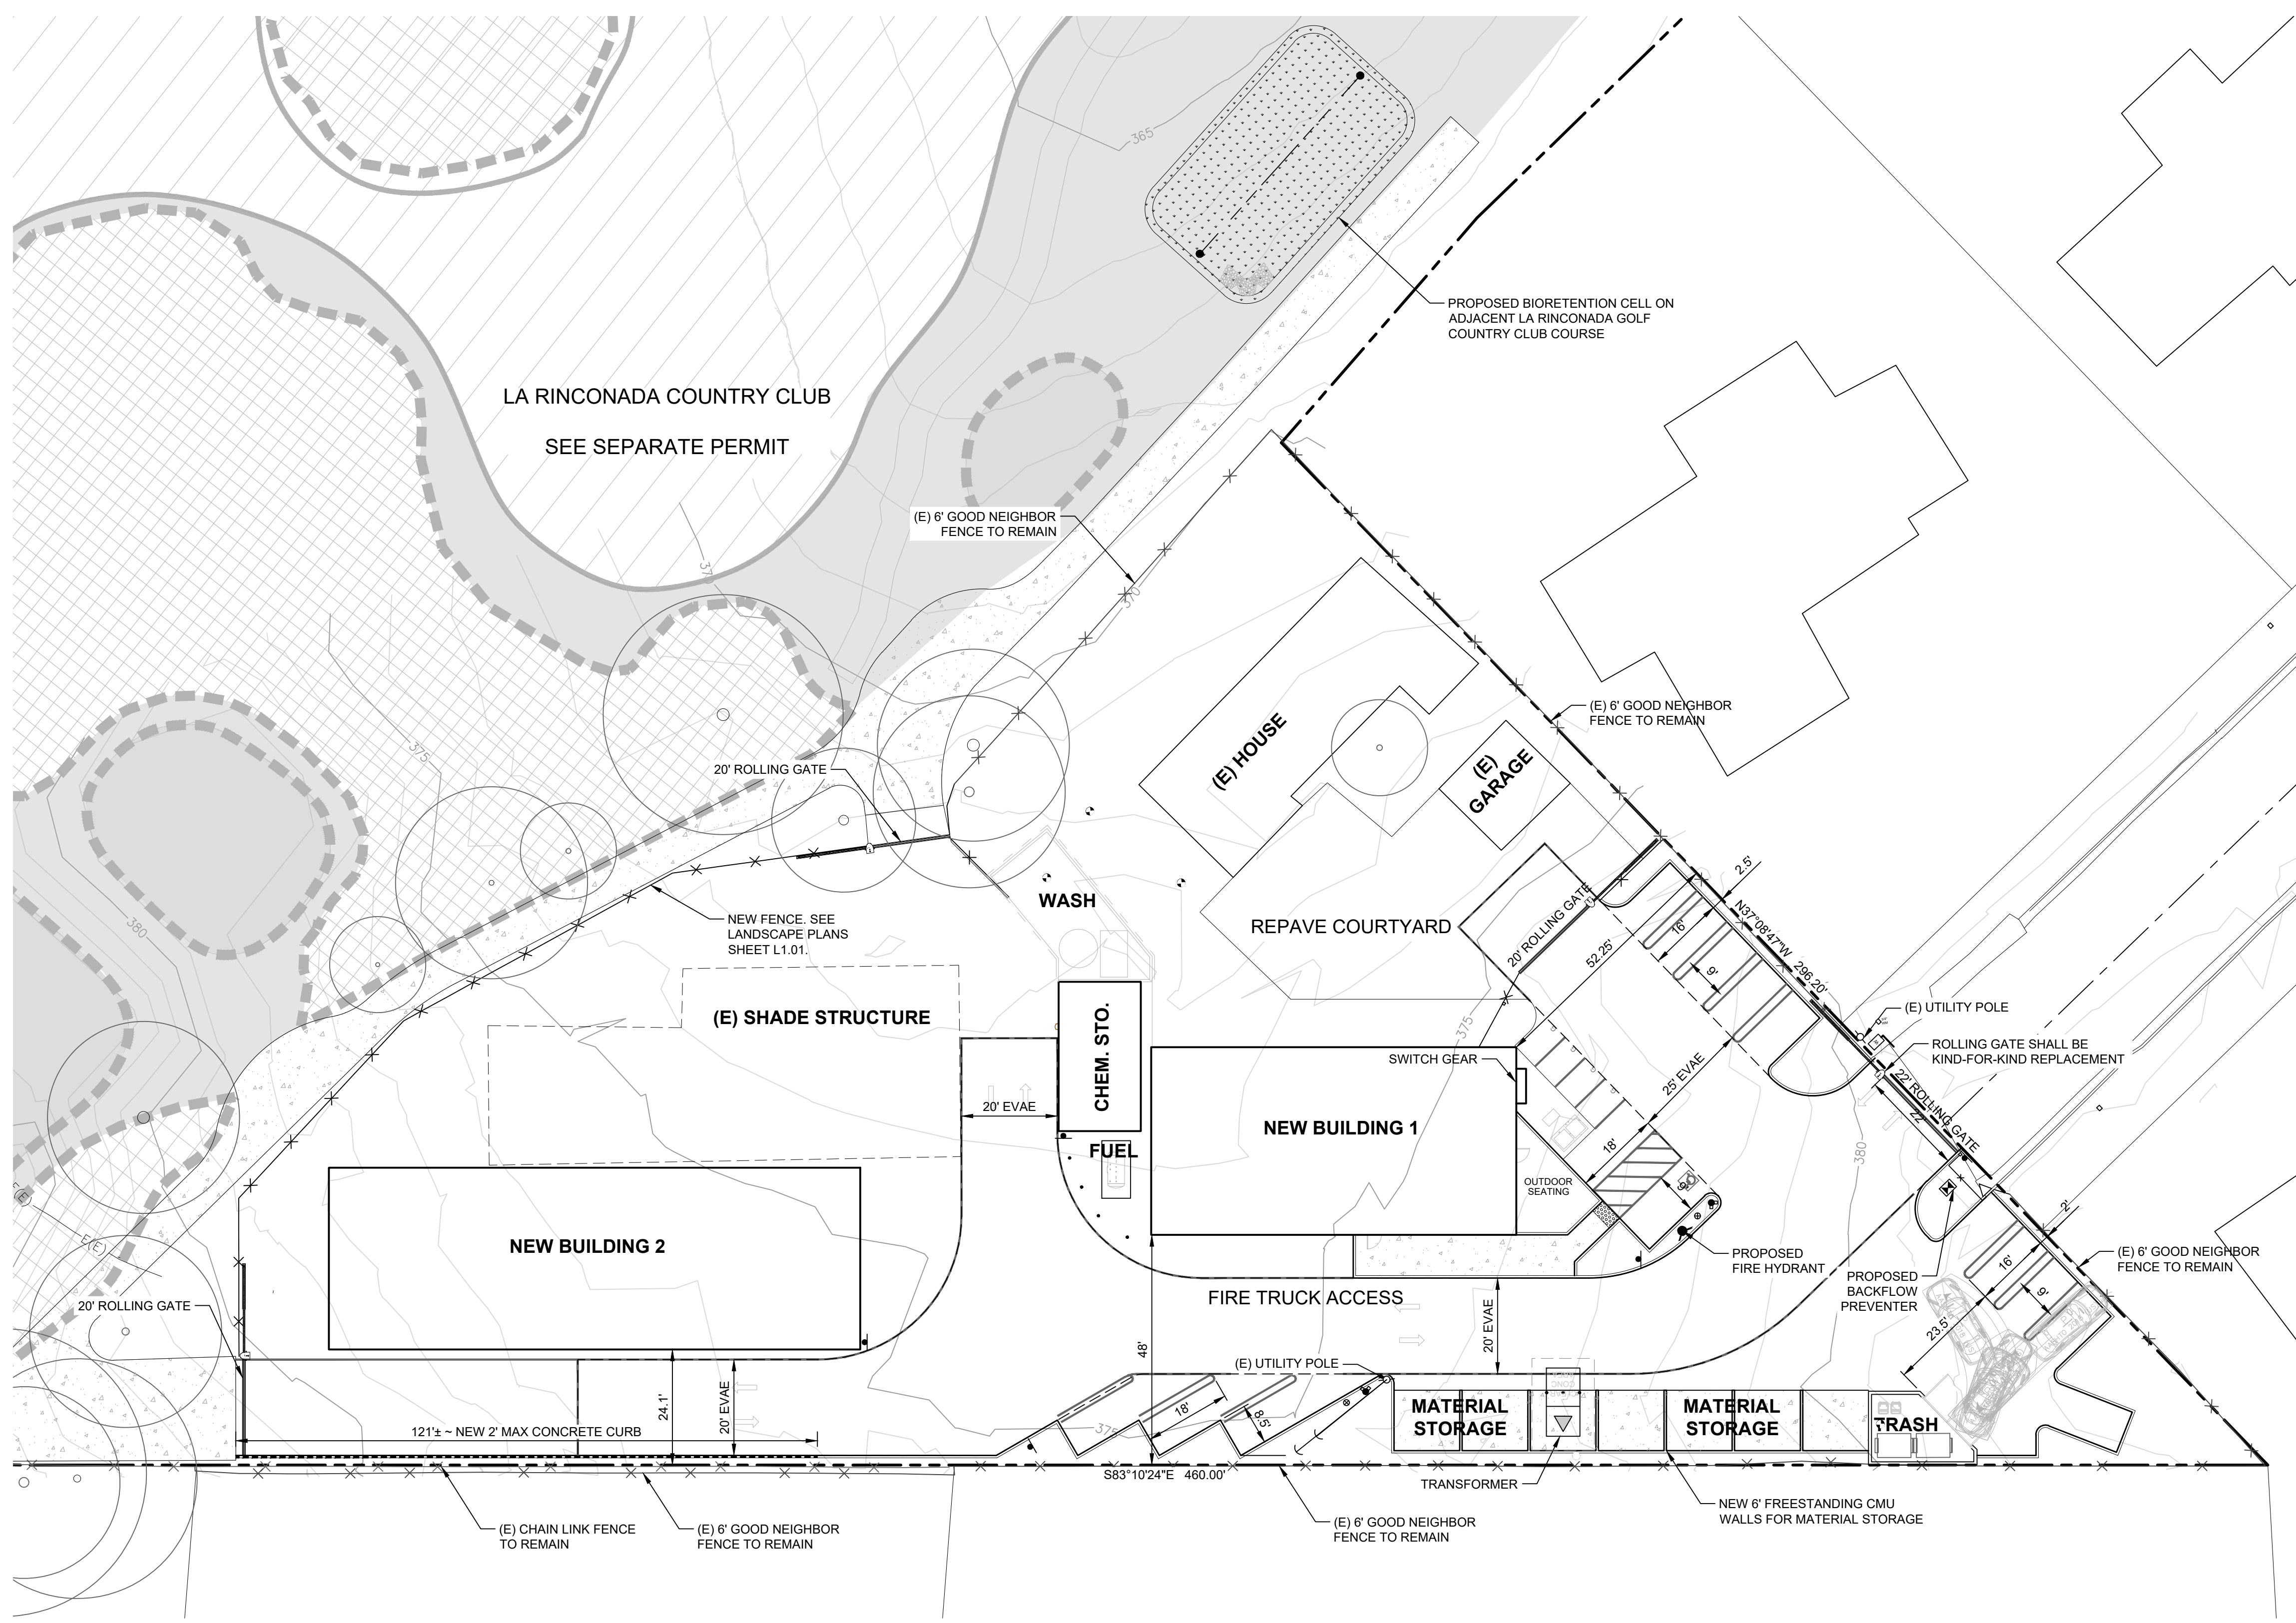 365
PROPOSED BIORETENTION CELL ON
ADJACENT LA RINCONADA GOLF
COUNTRY CLUB COURSE
LA RINCONADA COUNTRY CLUB
SEE SEPARATE PERMIT
(E) 6' GOOD NEIGHBOR
FENCE TO REMAIN
370
375
(E) 6' GOOD NEIGHBOR
FENCE TO REMAIN
(E) HOUSE
(E)
GARAGE
20' ROLLING GATE
375
380
NEW FENCE. SEE
LANDSCAPE PLANS
SHEET L1.01.
WASH
REPAVE COURTYARD
20' ROLLING GATE
2.5'
N37°08'47"W 296.20'
16'
9'
52.25'
(E) UTILITY POLE
ROLLING GATE SHALL BE
KIND-FOR-KIND REPLACEMENT
22' ROLLING GATE
22'
(E) SHADE STRUCTURE
CHEM. STO.
375
SWITCH GEAR
25' EVAE
20' EVAE
NEW BUILDING 1
FUEL
18'
9'
380
OUTDOOR
SEATING
2'
E(E)
NEW BUILDING 2
PROPOSED
FIRE HYDRANT
PROPOSED
BACKFLOW
PREVENTER
16'
9'
23.5'
(E) 6' GOOD NEIGHBOR
FENCE TO REMAIN
20' ROLLING GATE
FIRE TRUCK ACCESS
20' EVAE
48'
(E) UTILITY POLE
24.1'
20' EVAE
18'
8.5'
375
MATERIAL
STORAGE
MATERIAL
STORAGE
TRASH
121'± ~ NEW 2' MAX CONCRETE CURB
S83°10'24"E 460.00'
TRANSFORMER
NEW 6' FREESTANDING CMU
WALLS FOR MATERIAL STORAGE
(E) CHAIN LINK FENCE
TO REMAIN
(E) 6' GOOD NEIGHBOR
FENCE TO REMAIN
(E) 6' GOOD NEIGHBOR
FENCE TO REMAIN